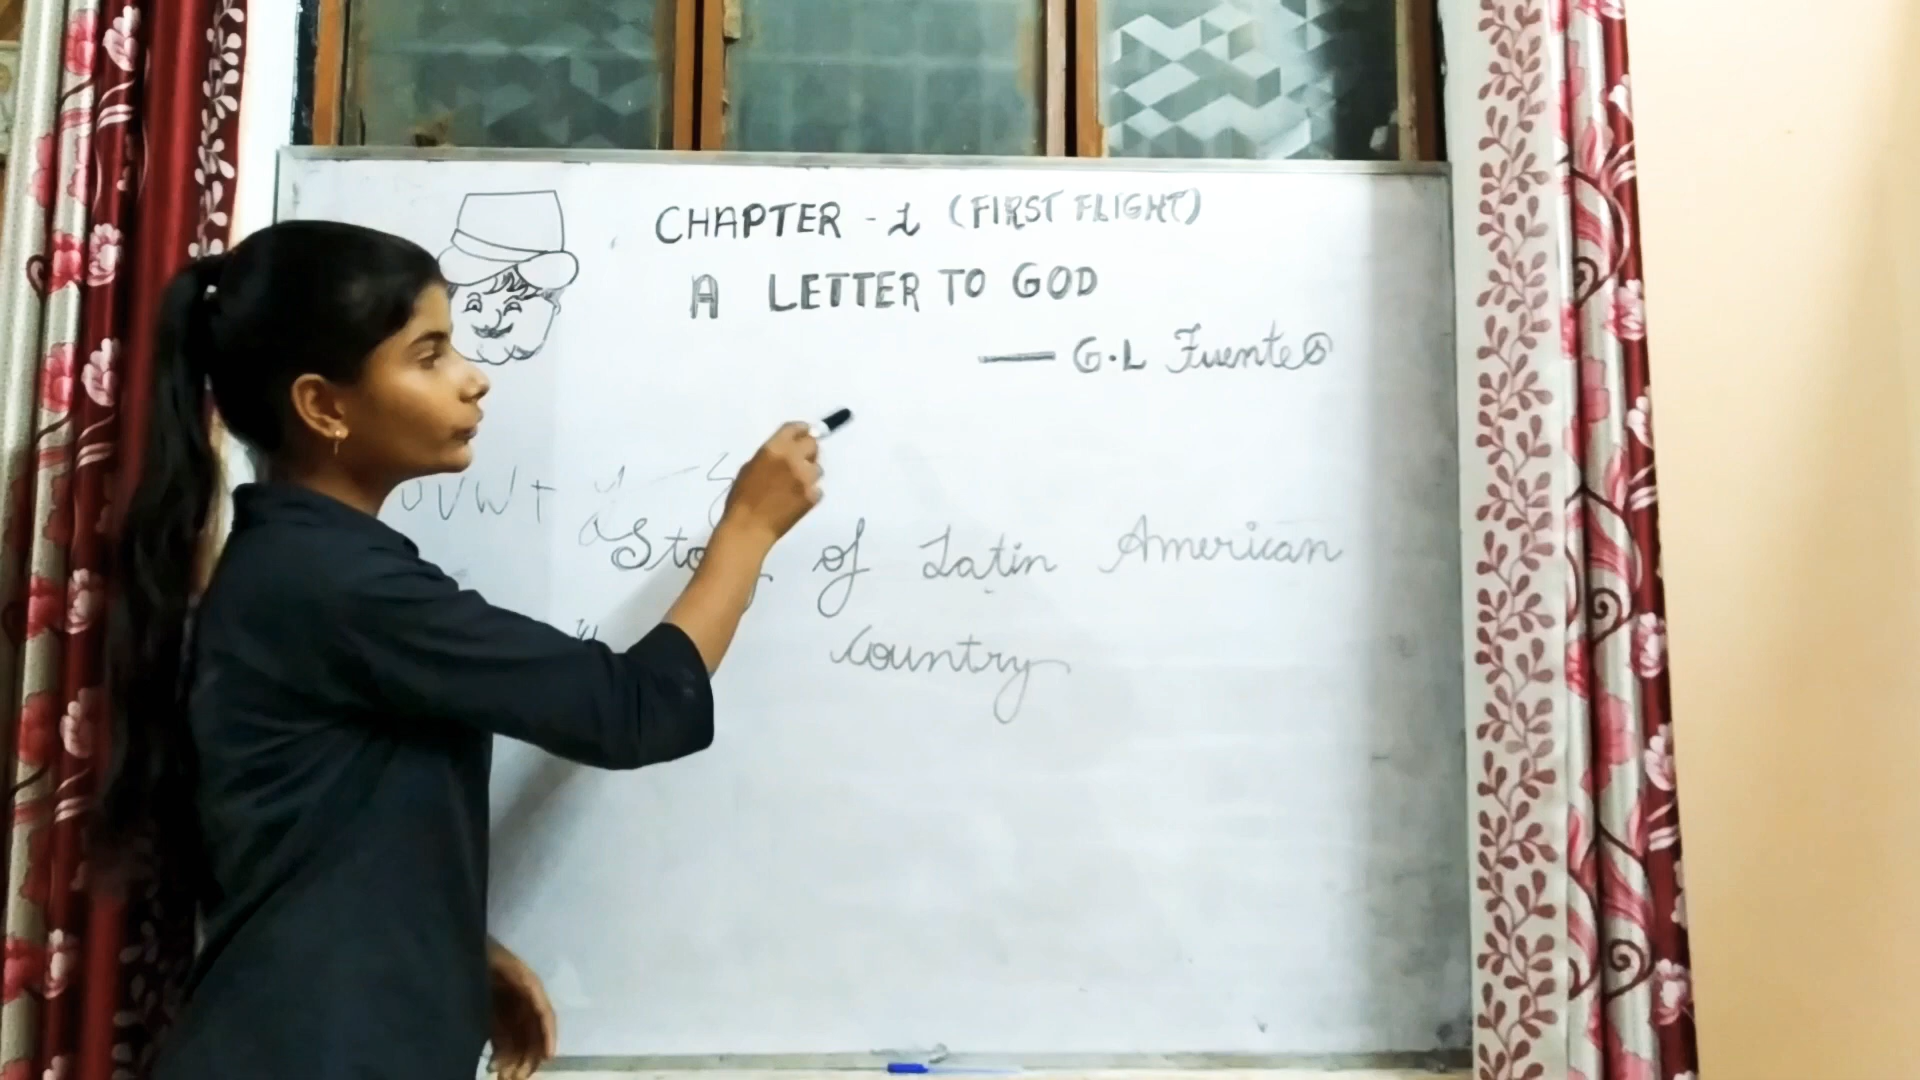 CHAPTER - 1 (FIRST FLIGHT)
A LETTER TO GOD
— G.L Fuentes
of Latin American
Country